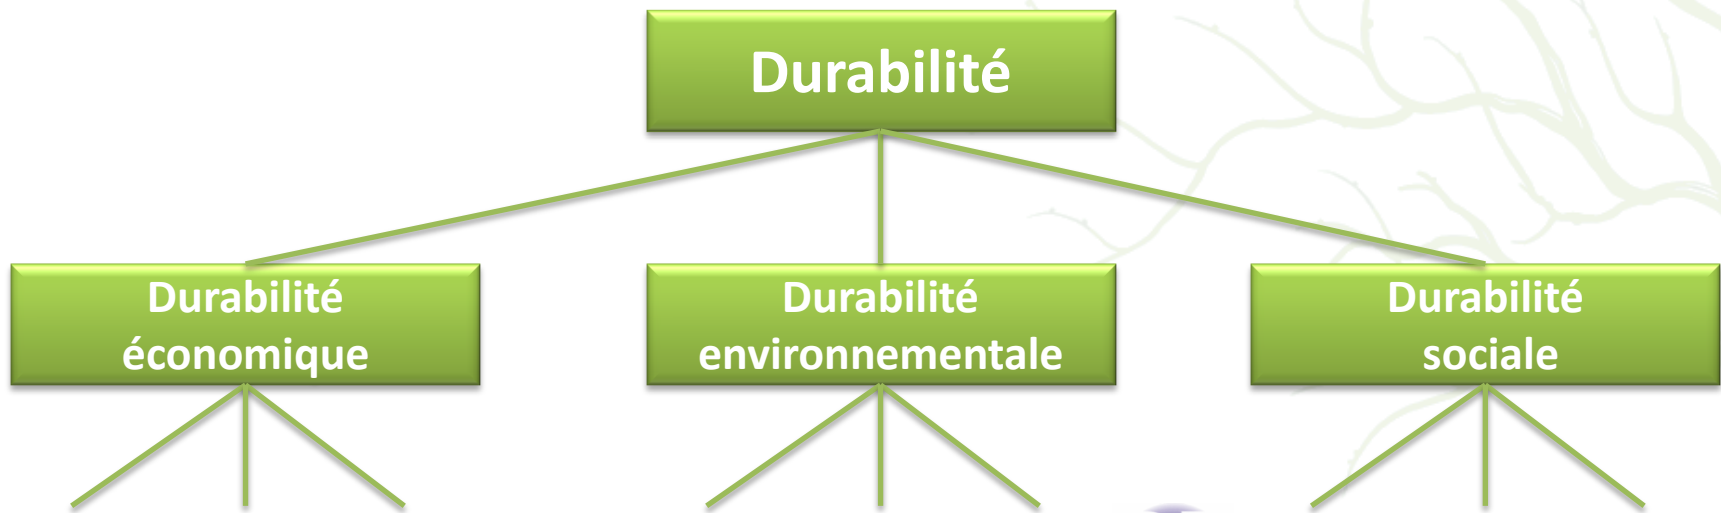 Durabilité
Durabilité
économique
Durabilité
environnementale
Durabilité
sociale